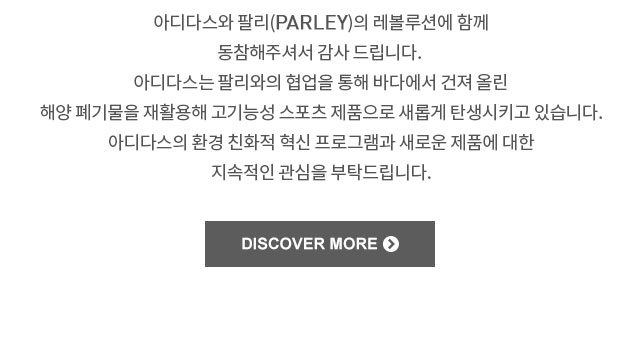 아디다스와 팔리(PARLEY)의 레볼루션에 함께
동참해주셔서 감사 드립니다.
아디다스는 팔리와의 협업을 통해 바다에서 건져 올린
해양 폐기물을 재활용해 고기능성 스포츠 제품으로 새롭게 탄생시키고 있습니다.
아디다스의 환경 친화적 혁신 프로그램과 새로운 제품에 대한
지속적인 관심을 부탁드립니다.
DISCOVER MORE